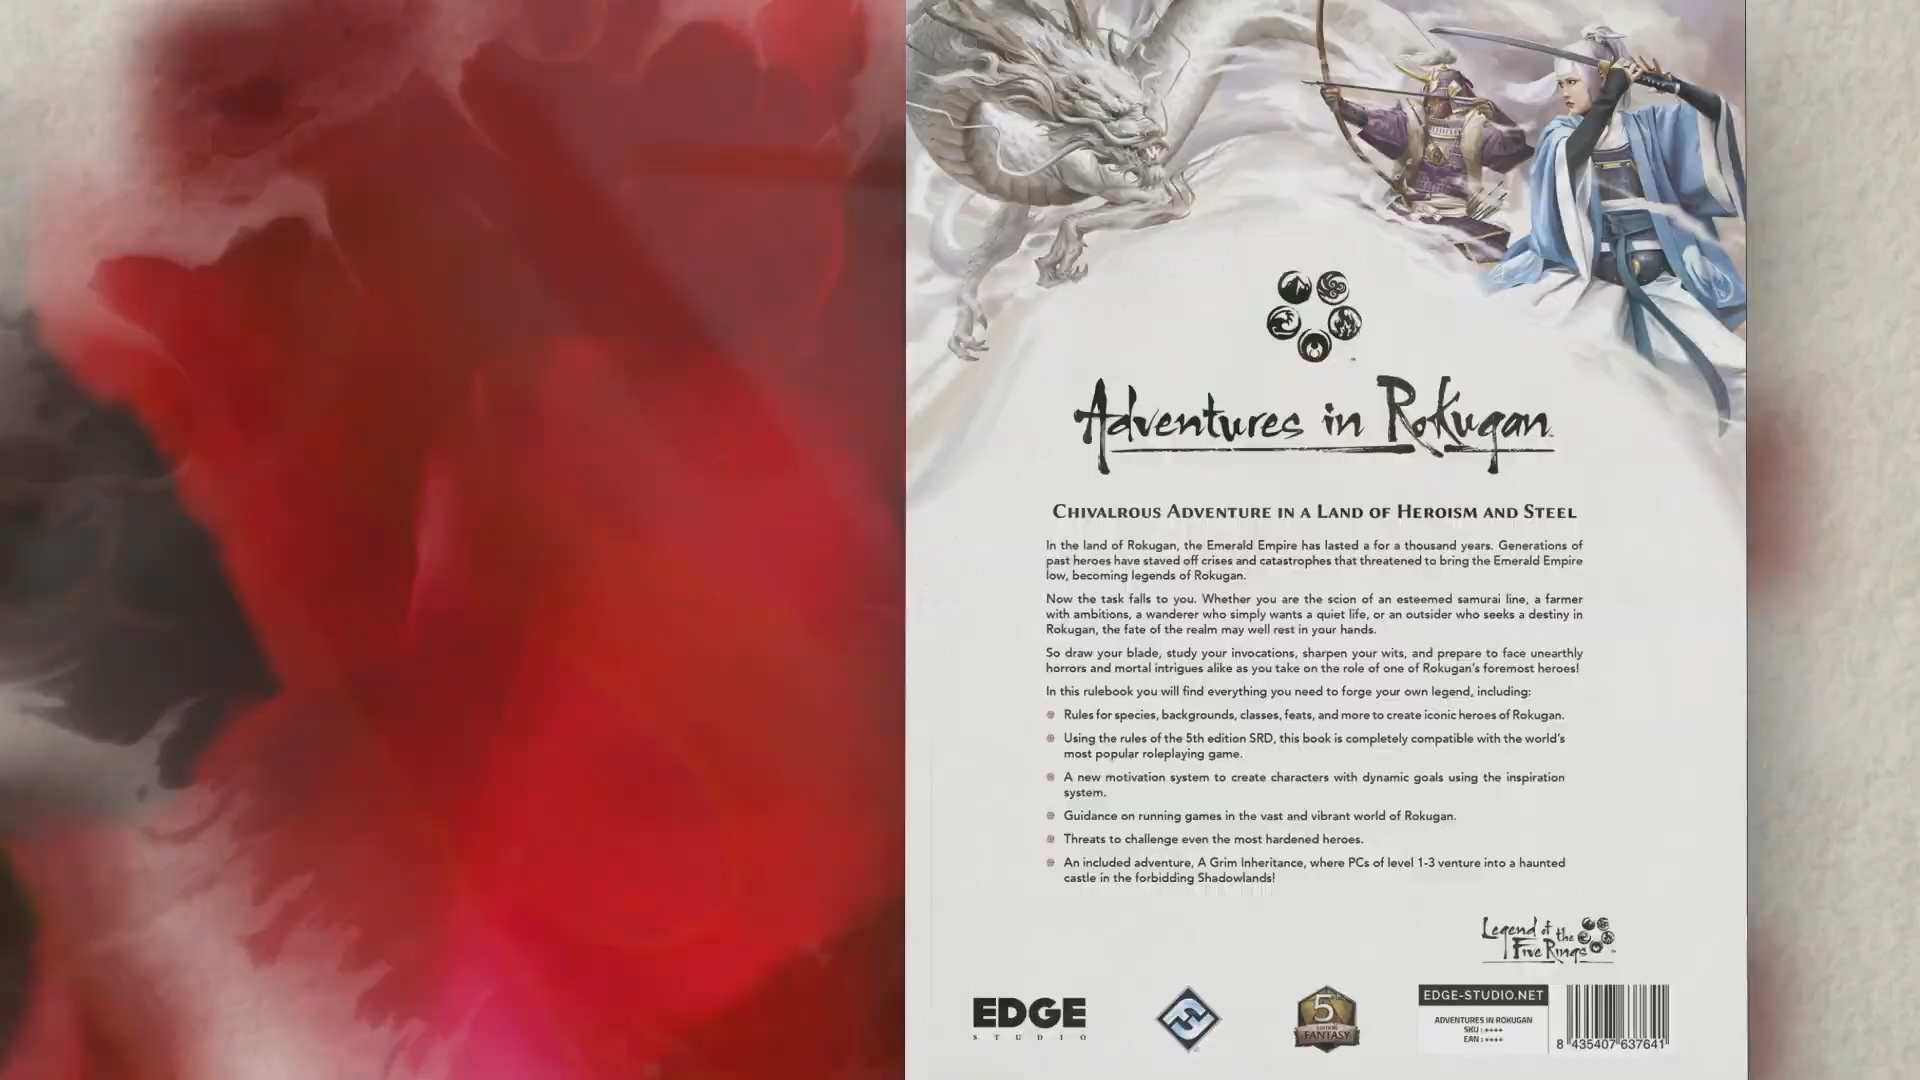 Adventures in Rokugan
Chivalrous Adventure in a Land of Heroism and Steel
In the land of Rokugan, the Emerald Empire has lasted a for a thousand years. Generations of
past heroes have staved off crises and catastrophes that threatened to bring the Emerald Empire
low, becoming legends of Rokugan.
Now the task falls to you. Whether you are the scion of an esteemed samurai line, a farmer
with ambitions, a wanderer who simply wants a quiet life, or an outsider who seeks a destiny in
Rokugan, the fate of the realm may well rest in your hands.
So draw your blade, study your invocations, sharpen your wits, and prepare to face unearthly
horrors and mortal intrigues alike as you take on the role of one of Rokugan's foremost heroes!
In this rulebook you will find everything you need to forge your own legend, including:
Rules for species, backgrounds, classes, feats, and more to create iconic heroes of Rokugan.
Using the rules of the 5th edition SRD, this book is completely compatible with the world's
most popular roleplaying game.
A new motivation system to create characters with dynamic goals using the inspiration
system.
Guidance on running games in the vast and vibrant world of Rokugan.
Threats to challenge even the most hardened heroes.
An included adventure, A Grim Inheritance, where PCs of level 1-3 venture into a haunted
castle in the forbidding Shadowlands!
Legend of the
Five Rings
EDGE
STUDIO
5
EDITION
FANTASY
EDGE-STUDIO.NET
ADVENTURES IN ROKUGAN
SKU : ++++
EAN : ++++
8 435407 637641